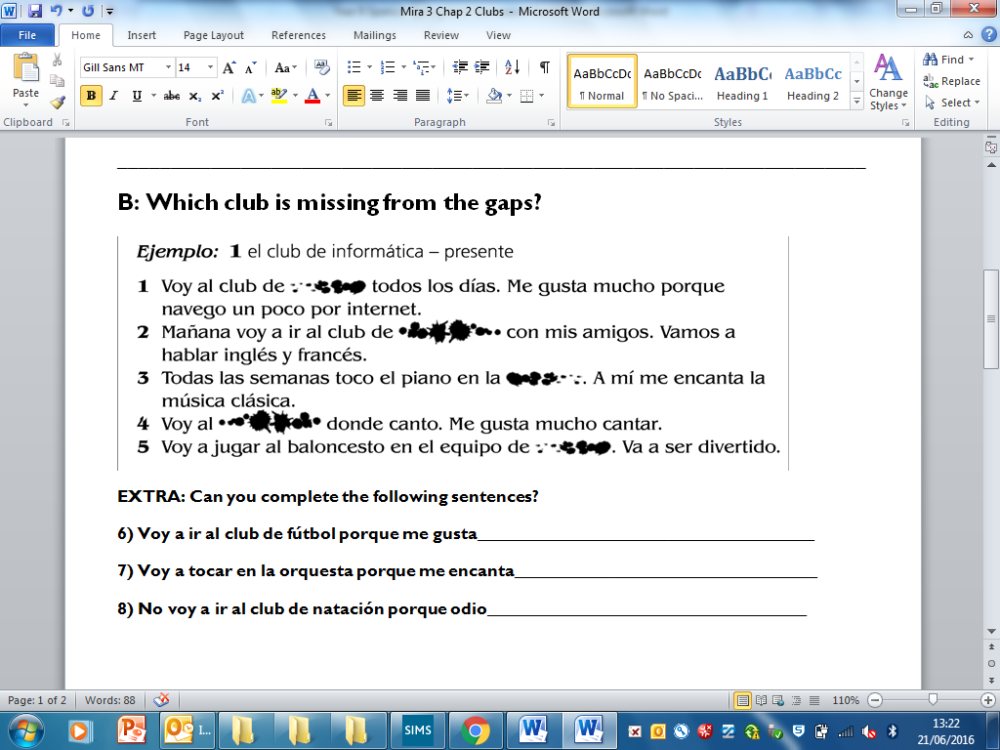 Mira 3 Chap 2 Clubs - Microsoft Word
File Home Insert Page Layout References Mailings Review View
Gill Sans MT 14 Aa
Paste
B I U abc x₂ x² A ab A
AaBbCcDc AaBbCcDc AaBbC AaBbCc
¶ Normal ¶ No Spaci... Heading 1 Heading 2
Change Styles
Find
Replace
Select
Clipboard Font Paragraph Styles Editing
B: Which club is missing from the gaps?
Ejemplo: 1 el club de informática – presente
1 Voy al club de todos los días. Me gusta mucho porque
navego un poco por internet.
2 Mañana voy a ir al club de con mis amigos. Vamos a
hablar inglés y francés.
3 Todas las semanas toco el piano en la . A mí me encanta la
música clásica.
4 Voy al donde canto. Me gusta mucho cantar.
5 Voy a jugar al baloncesto en el equipo de . Va a ser divertido.
EXTRA: Can you complete the following sentences?
6) Voy a ir al club de fútbol porque me gusta
7) Voy a tocar en la orquesta porque me encanta
8) No voy a ir al club de natación porque odio
Page: 1 of 2 Words: 88 110%
I... SIMS
13:22
21/06/2016